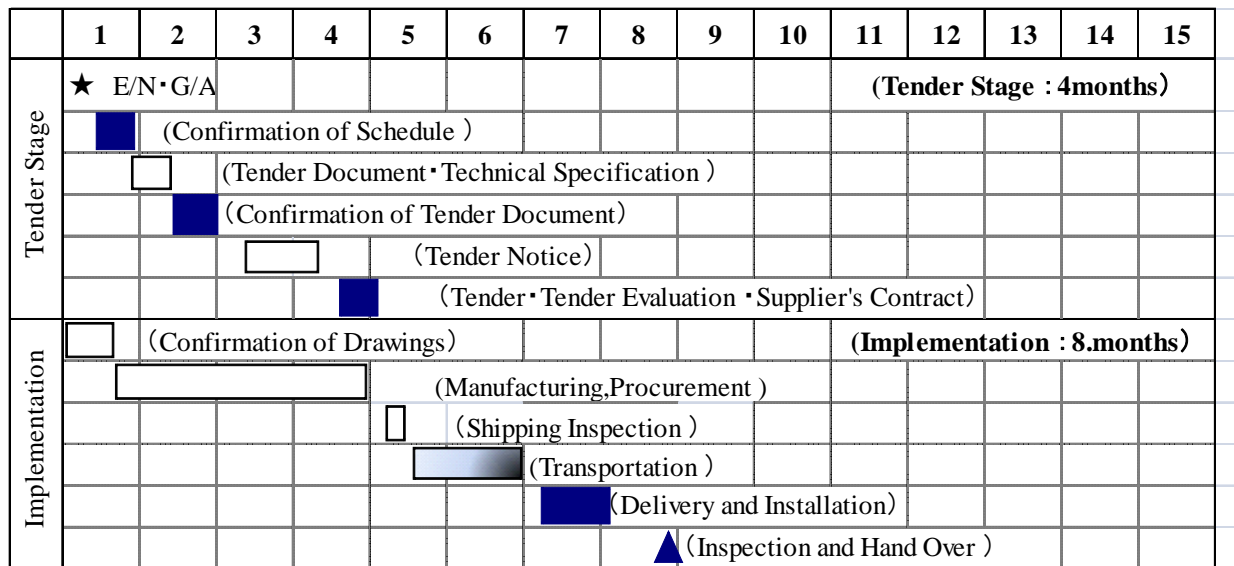 1 2 3 4 5 6 7 8 9 10 11 12 13 14 15
Tender Stage
★ E/N・G/A
(Tender Stage：4months）
(Confirmation of Schedule ）
(Tender Document・Technical Specification ）
（Confirmation of Tender Document）
(Tender Notice）
（Tender・Tender Evaluation ・Supplier's Contract）
Implementation
（Confirmation of Drawings）
(Implementation：8.months）
(Manufacturing,Procurement )
（Shipping Inspection ）
(Transportation ）
(Delivery and Installation）
（Inspection and Hand Over ）